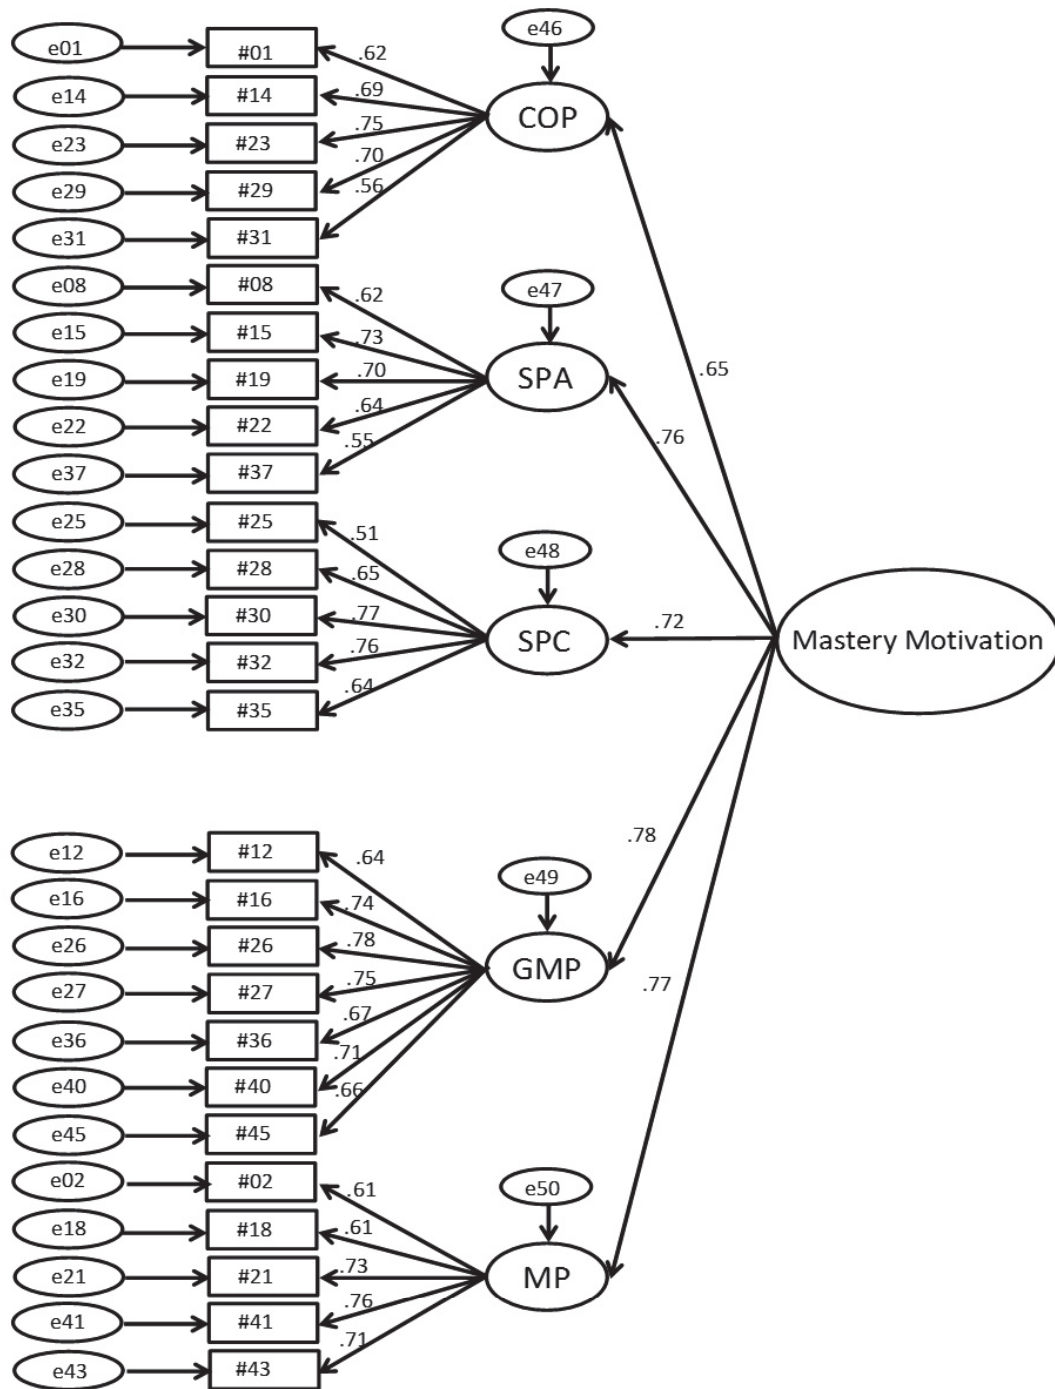 e46
e01 #01 .62
COP
e14 #14 .69
e23 #23 .75
e29 #29 .70
e31 #31 .56
e08 #08 .62
e47
e15 #15 .73
SPA
.65
e19 #19 .70
e22 #22 .64
.76
e37 #37 .55
e25 #25 .51
e48
e28 #28 .65
e30 #30 .77
SPC
.72
Mastery Motivation
e32 #32 .76
e35 #35 .64
.78
e12 #12 .64
e49
e16 #16 .74
e26 #26 .78
GMP
e27 #27 .75
.77
e36 #36 .67
e40 #40 .71
e45 #45 .66
e02 #02 .61
e50
e18 #18 .61
e21 #21 .73
MP
e41 #41 .76
e43 #43 .71